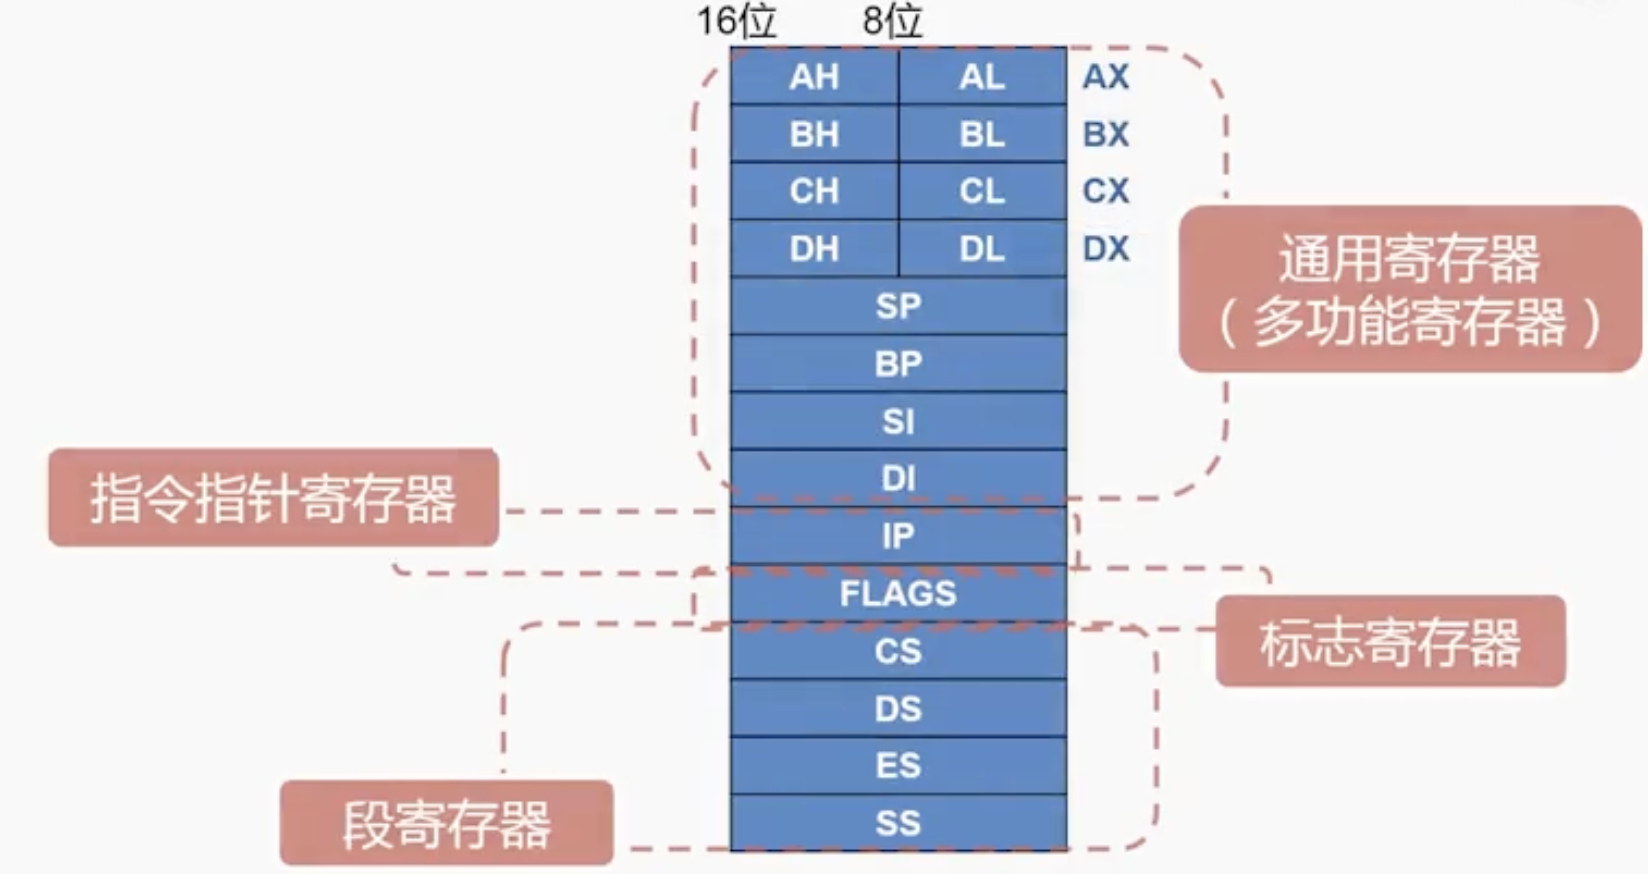 16位 8位
AH AL AX
BH BL BX
CH CL CX
DH DL DX
通用寄存器
（多功能寄存器）
SP
BP
SI
DI
指令指针寄存器
IP
FLAGS
标志寄存器
CS
DS
ES
段寄存器
SS